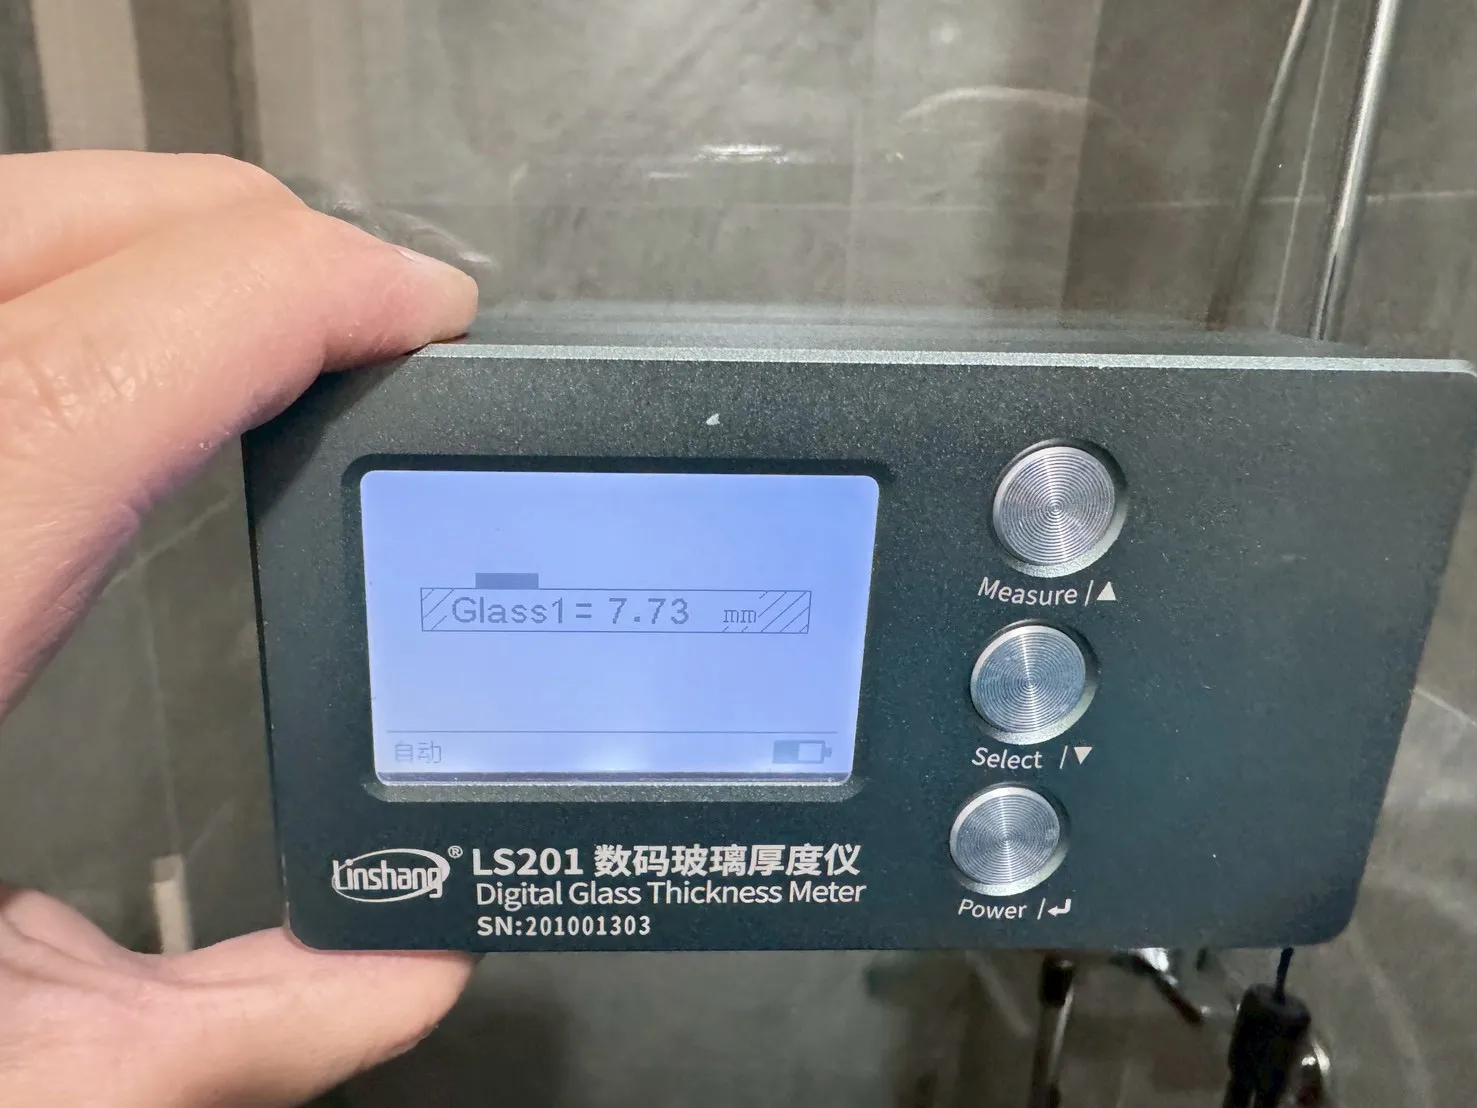 Glass1= 7.73 mm
自动
Measure /▲
Select /▼
Power /↵
Linshang® LS201 数码玻璃厚度仪
Digital Glass Thickness Meter
SN:201001303